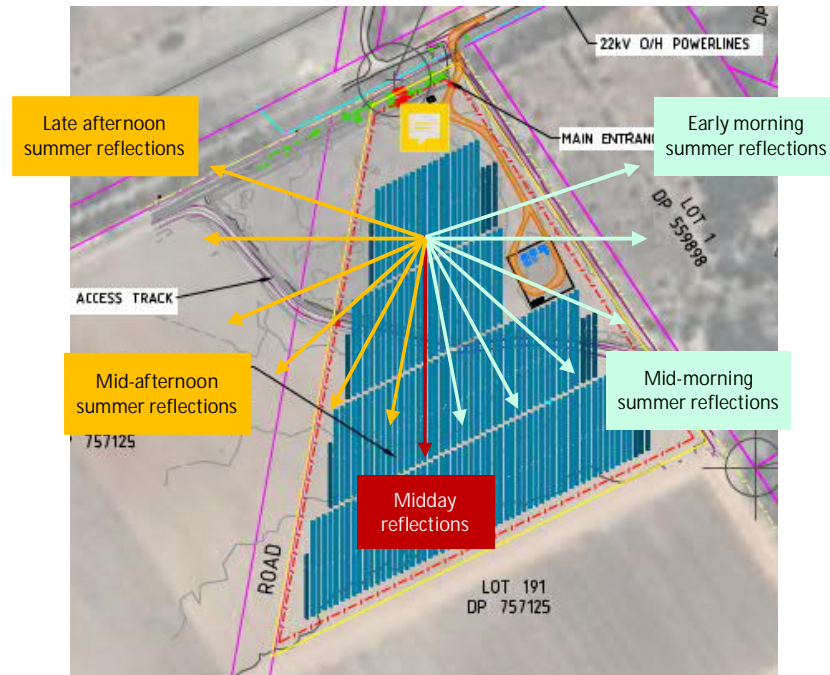 DP
22kV O/H POWERLINES
Late afternoon
summer reflections
Early morning
summer reflections
MAIN ENTRANC
LOT 1
DP 559898
ACCESS TRACK
Mid-afternoon
summer reflections
Mid-morning
summer reflections
757125
Midday
reflections
ROAD
LOT 191
DP 757125